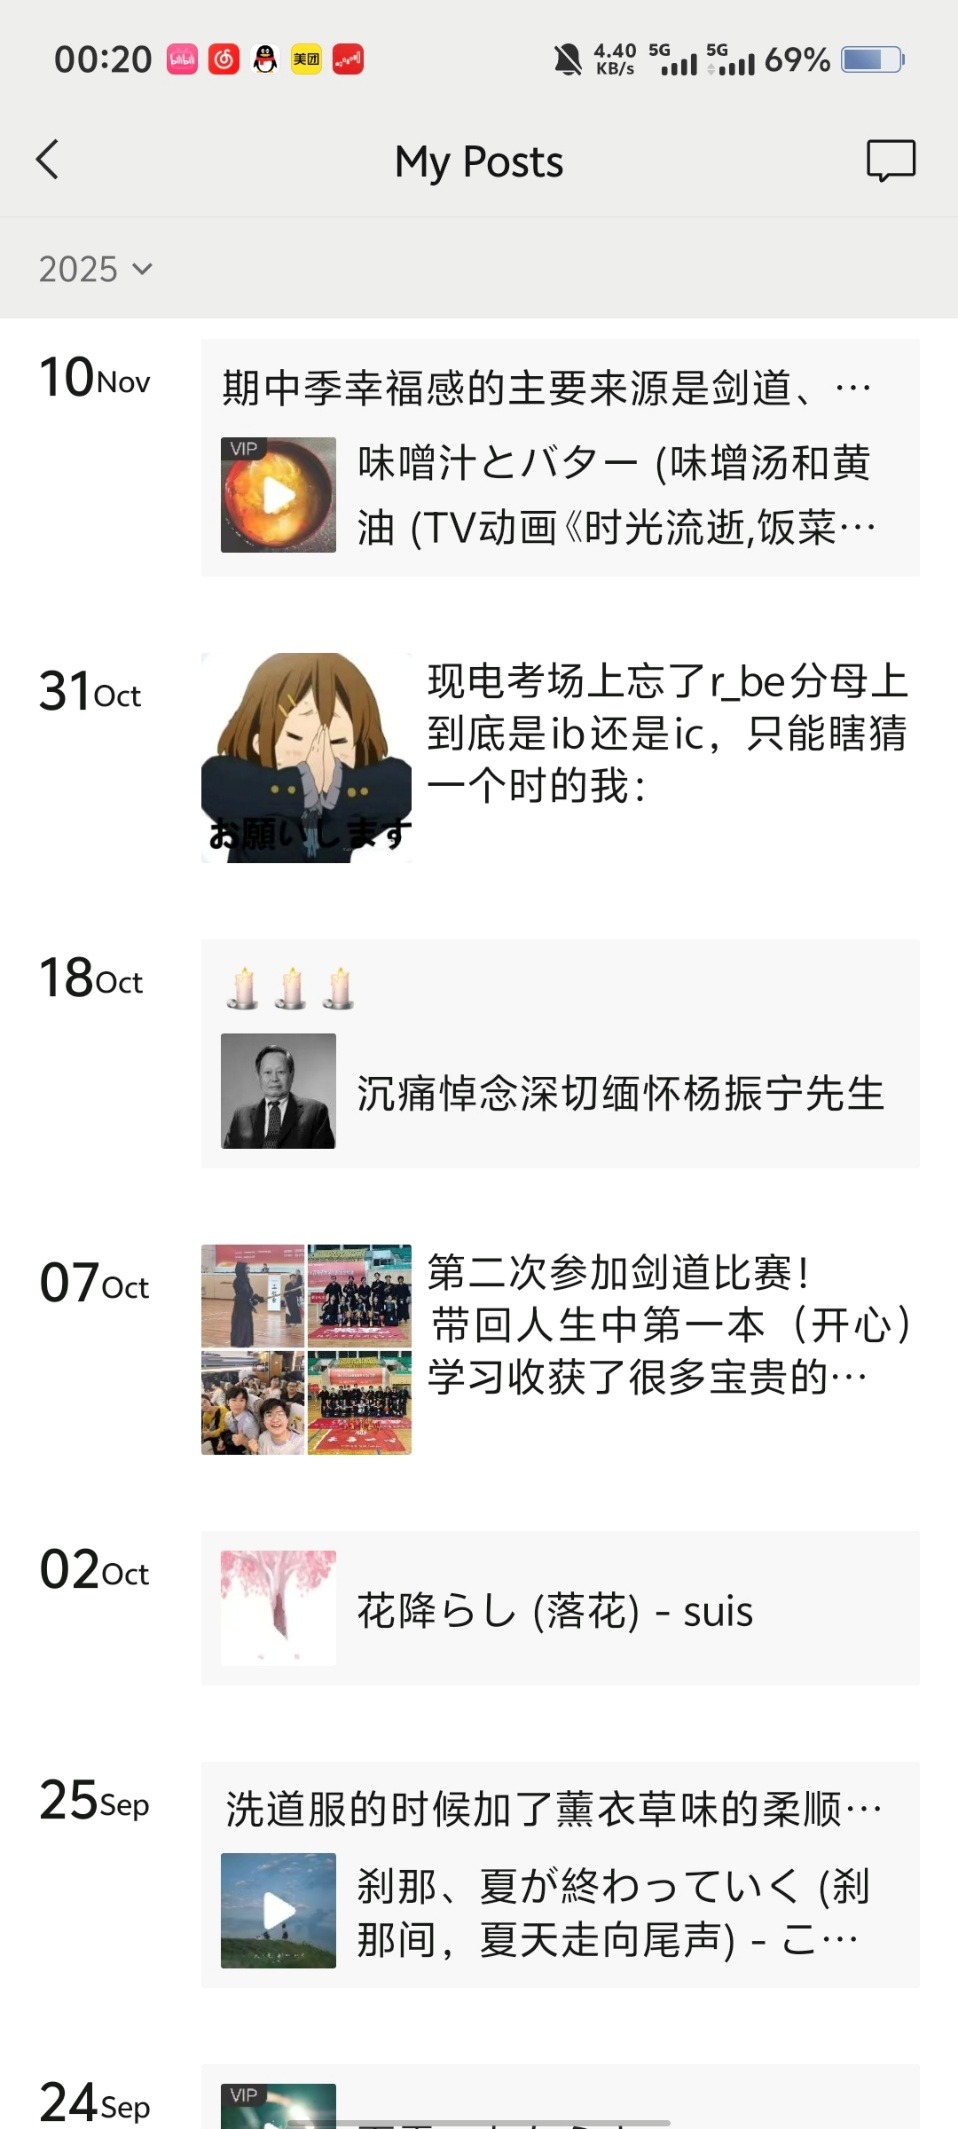 00:20
美团
4.40 KB/s
5G
5G
69%
My Posts
2025
10Nov
期中季幸福感的主要来源是剑道、…
VIP
味噌汁とバター (味增汤和黄
油 (TV动画《时光流逝,饭菜…
31Oct
お願いします
现电考场上忘了r_be分母上
到底是ib还是ic，只能瞎猜
一个时的我：
18Oct
沉痛悼念深切缅怀杨振宁先生
07Oct
第二次参加剑道比赛！
带回人生中第一本（开心）
学习收获了很多宝贵的…
02Oct
花降らし (落花) - suis
25Sep
洗道服的时候加了薰衣草味的柔顺…
刹那、夏が終わっていく (刹
那间，夏天走向尾声) - こ…
24Sep
VIP